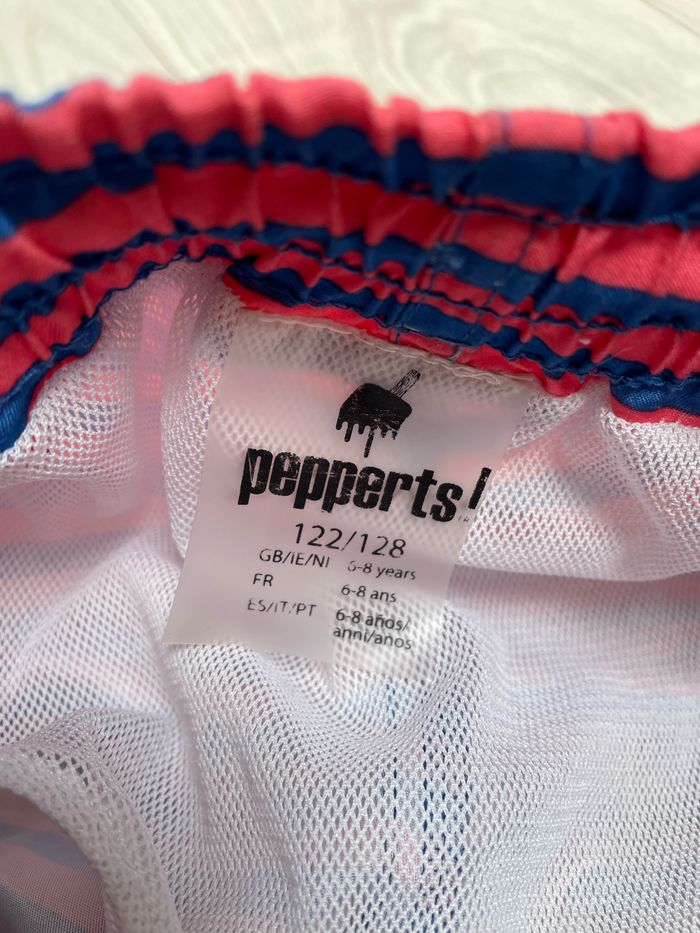 pepperts!
122/128
GB/IE/NI 6-8 years
FR 6-8 ans
ES/IT/PT 6-8 años/
anni/anos